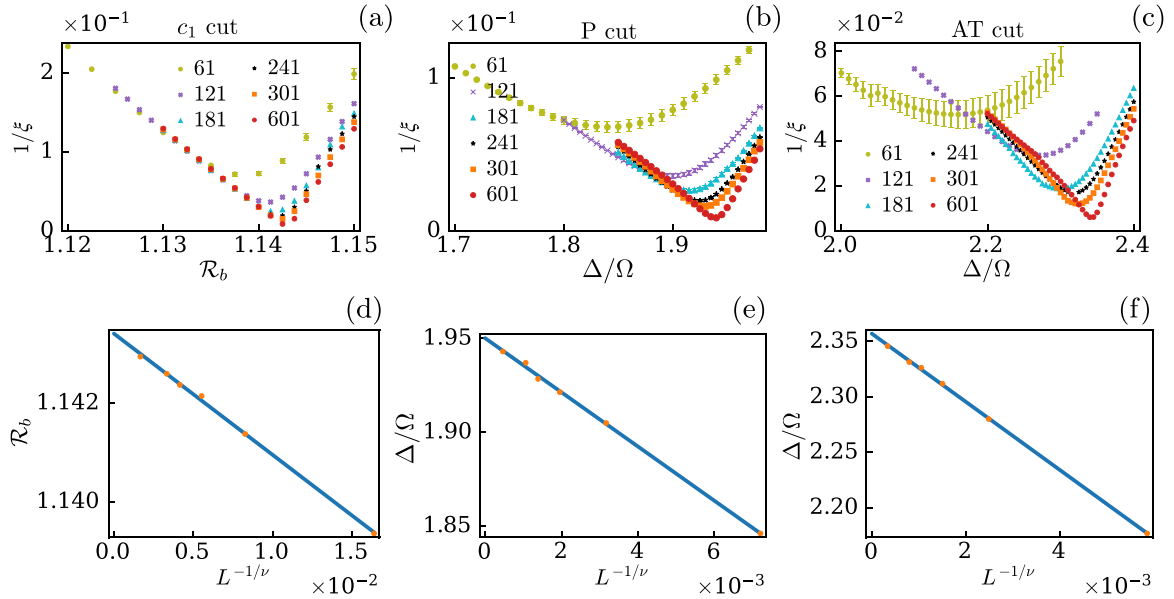 ×10⁻¹ c₁ cut (a)
2
1
0
1/ξ
61 241
121 301
181 601
1.12 1.13 1.14 1.15
ℛ_b
×10⁻¹ P cut (b)
1
0
1/ξ
61
121
181
241
301
601
1.7 1.8 1.9
Δ/Ω
×10⁻² AT cut (c)
8
6
4
2
0
1/ξ
61 241
121 301
181 601
2.0 2.2 2.4
Δ/Ω
(d)
1.142
1.140
ℛ_b
0.0 0.5 1.0 1.5
L⁻¹/ᵛ ×10⁻²
(e)
1.95
1.90
1.85
Δ/Ω
0 2 4 6
L⁻¹/ᵛ ×10⁻³
(f)
2.35
2.30
2.25
2.20
Δ/Ω
0 2 4
L⁻¹/ᵛ ×10⁻³